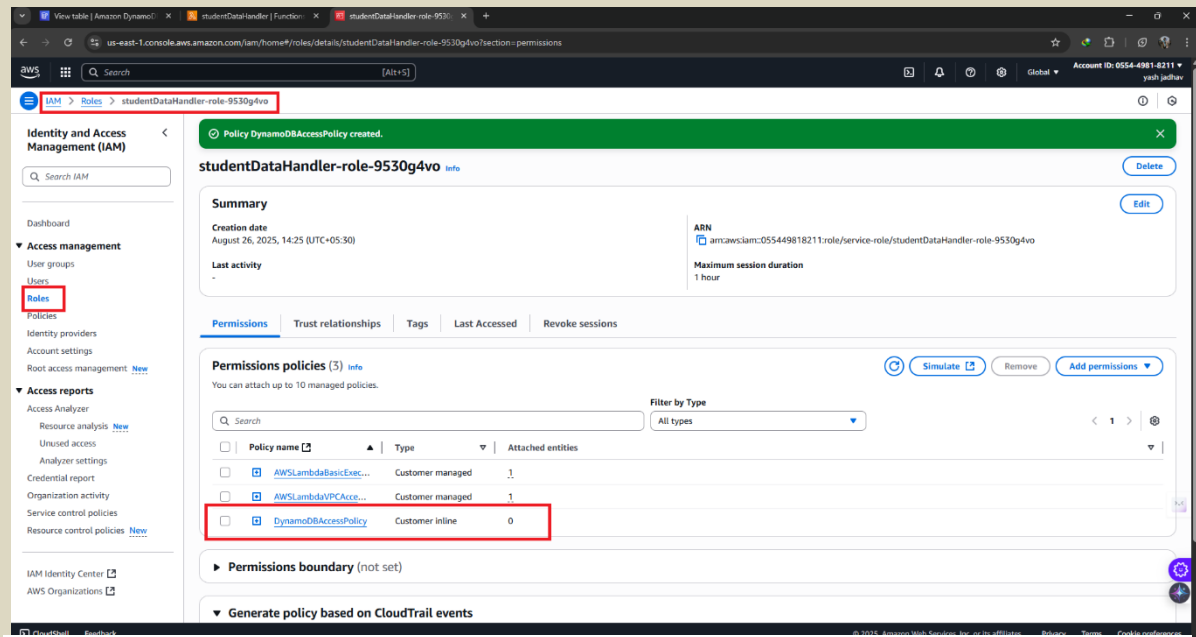 View table | Amazon DynamoD
studentDataHandler | Function
studentDataHandler-role-9530
us-east-1.console.aws.amazon.com/iam/home#/roles/details/studentDataHandler-role-9530g4vo?section=permissions
aws
Search [Alt+S]
Global
Account ID: 0554-4981-8211
yash jadhav
IAM > Roles > studentDataHandler-role-9530g4vo
Identity and Access
Management (IAM)
Search IAM
Dashboard
Access management
User groups
Users
Roles
Policies
Identity providers
Account settings
Root access management New
Access reports
Access Analyzer
Resource analysis New
Unused access
Analyzer settings
Credential report
Organization activity
Service control policies
Resource control policies New
IAM Identity Center
AWS Organizations
Policy DynamoDBAccessPolicy created.
studentDataHandler-role-9530g4vo Info
Delete
Summary
Edit
Creation date
August 26, 2025, 14:25 (UTC+05:30)
ARN
arn:aws:iam::055449818211:role/service-role/studentDataHandler-role-9530g4vo
Last activity
-
Maximum session duration
1 hour
Permissions Trust relationships Tags Last Accessed Revoke sessions
Permissions policies (3) Info
Simulate Remove Add permissions
You can attach up to 10 managed policies.
Filter by Type
Search
All types
1
Policy name Type Attached entities
AWSLambdaBasicExec... Customer managed 1
AWSLambdaVPCAcce... Customer managed 1
DynamoDBAccessPolicy Customer inline 0
Permissions boundary (not set)
Generate policy based on CloudTrail events
CloudShell Feedback
© 2025, Amazon Web Services, Inc. or its affiliates. Privacy Terms Cookie preferences